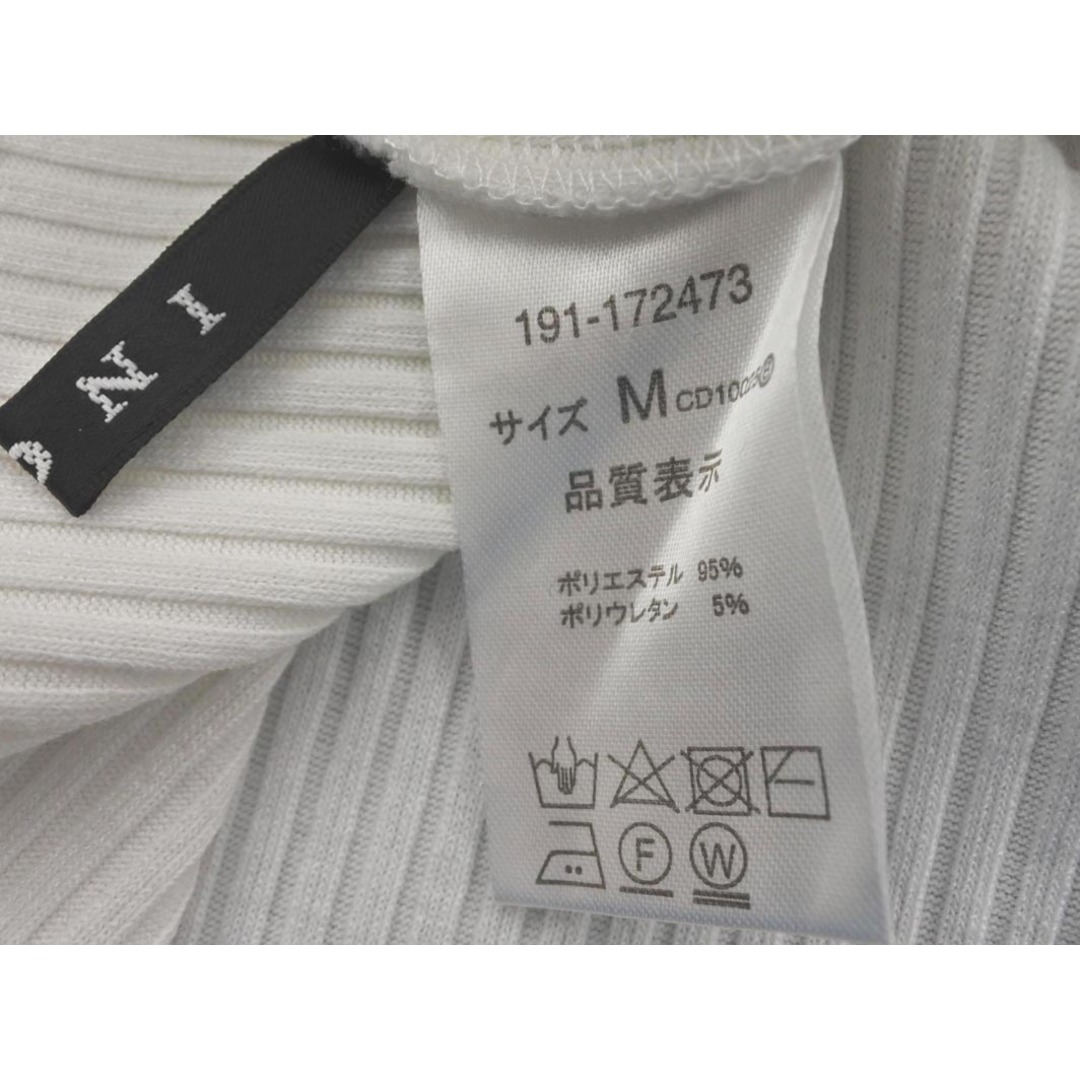 N I
191-172473
サイズ M
品質表示
ポリエステル 95%
ポリウレタン 5%
F W